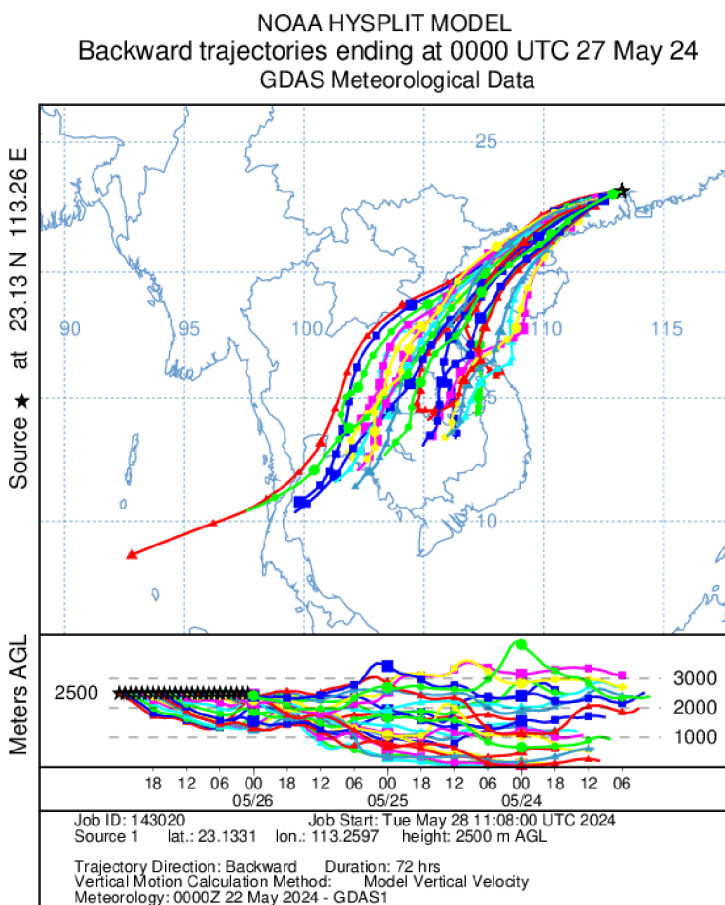 NOAA HYSPLIT MODEL
Backward trajectories ending at 0000 UTC 27 May 24
GDAS Meteorological Data
Source ★ at 23.13 N 113.26 E
25
90
95
100
110
115
15
10
Meters AGL
2500
3000
2000
1000
18 12 06 00 18 12 06 00 18 12 06 00 18 12 06
05/26 05/25 05/24
Job ID: 143020 Job Start: Tue May 28 11:08:00 UTC 2024
Source 1 lat.: 23.1331 lon.: 113.2597 height: 2500 m AGL
Trajectory Direction: Backward Duration: 72 hrs
Vertical Motion Calculation Method: Model Vertical Velocity
Meteorology: 0000Z 22 May 2024 - GDAS1